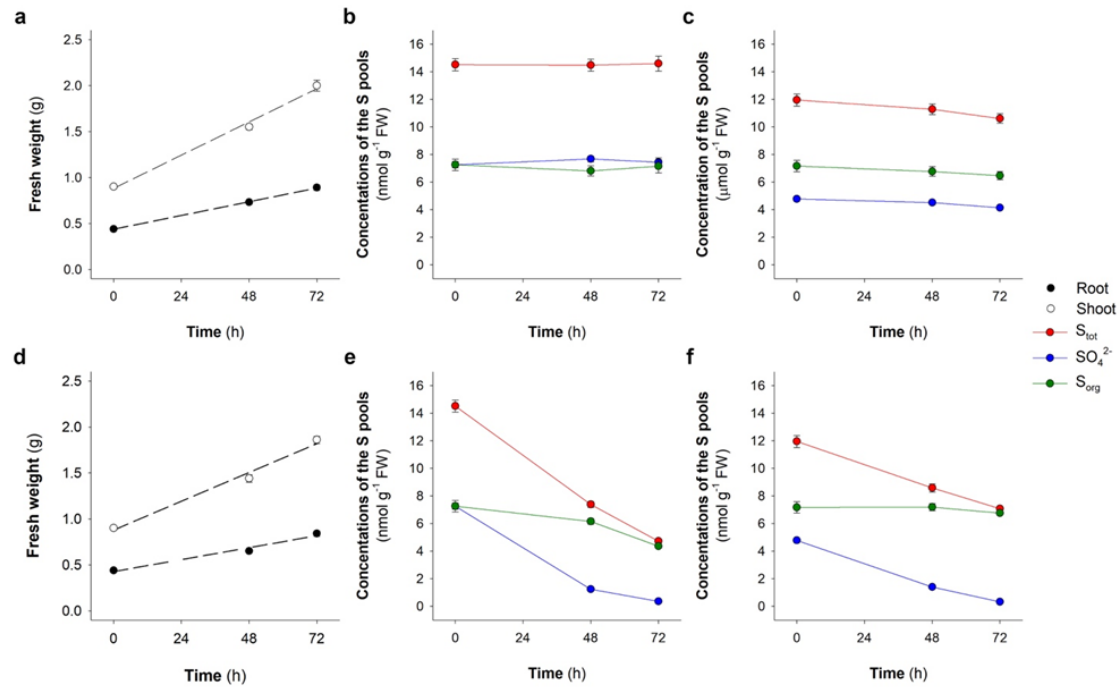 a
2.5
2.0
1.5
1.0
0.5
0.0
Fresh weight (g)
0 24 48 72
Time (h)
b
16
14
12
10
8
6
4
2
0
Concentations of the S pools
(nmol g⁻¹ FW)
0 24 48 72
Time (h)
c
16
14
12
10
8
6
4
2
0
Concentration of the S pools
(μmol g⁻¹ FW)
0 24 48 72
Time (h)
Root
Shoot
S_tot
SO₄²⁻
S_org
d
2.5
2.0
1.5
1.0
0.5
0.0
Fresh weight (g)
0 24 48 72
Time (h)
e
16
14
12
10
8
6
4
2
0
Concentations of the S pools
(nmol g⁻¹ FW)
0 24 48 72
Time (h)
f
16
14
12
10
8
6
4
2
0
Concentations of the S pools
(nmol g⁻¹ FW)
0 24 48 72
Time (h)